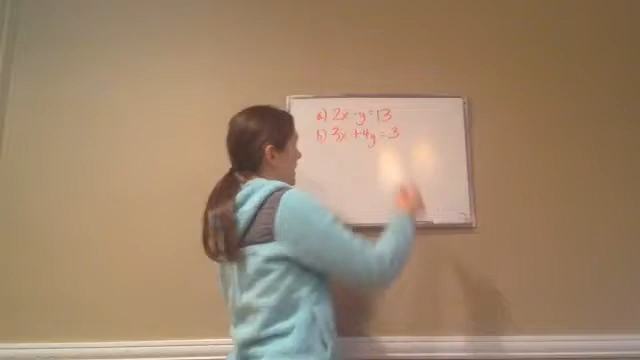 a) 2x - y = 13
b) 3x + 4y = 3